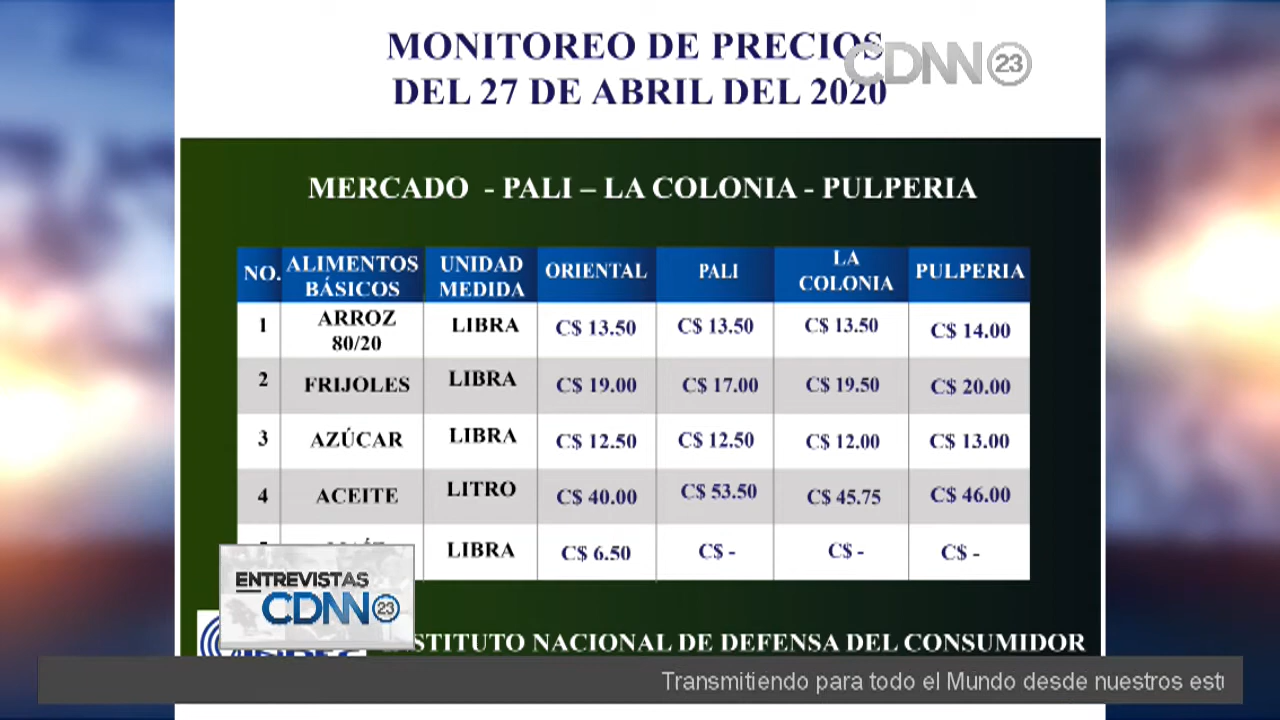 MONITOREO DE PRECIOS
DEL 27 DE ABRIL DEL 2020
CDNN 23
MERCADO - PALI – LA COLONIA - PULPERIA
NO. ALIMENTOS BÁSICOS UNIDAD MEDIDA ORIENTAL PALI LA COLONIA PULPERIA
1 ARROZ 80/20 LIBRA C$ 13.50 C$ 13.50 C$ 13.50 C$ 14.00
2 FRIJOLES LIBRA C$ 19.00 C$ 17.00 C$ 19.50 C$ 20.00
3 AZÚCAR LIBRA C$ 12.50 C$ 12.50 C$ 12.00 C$ 13.00
4 ACEITE LITRO C$ 40.00 C$ 53.50 C$ 45.75 C$ 46.00
LIBRA C$ 6.50 C$ - C$ - C$ -
ENTREVISTAS
CDNN 23
STITUTO NACIONAL DE DEFENSA DEL CONSUMIDOR
Transmitiendo para todo el Mundo desde nuestros estu